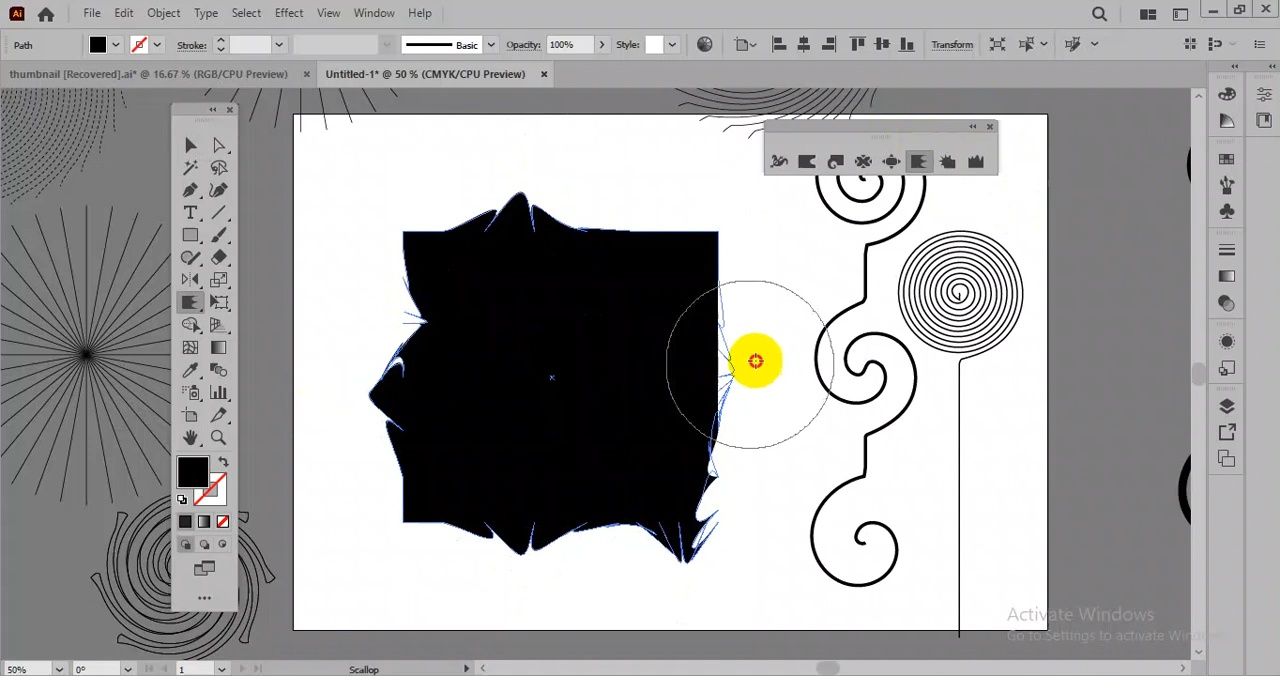 Ai File Edit Object Type Select Effect View Window Help
Path Stroke: Basic Opacity: 100% Style: Transform
thumbnail [Recovered].ai* @ 16.67 % (RGB/CPU Preview) × Untitled-1* @ 50 % (CMYK/CPU Preview) ×
T
Activate Windows
Go to Settings to activate Windows
50% 0° 1 Scallop